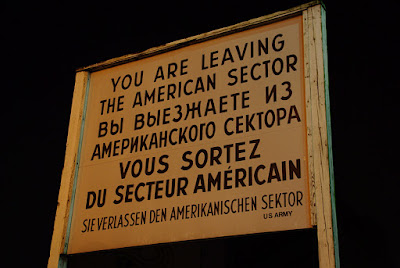 YOU ARE LEAVING
THE AMERICAN SECTOR
ВЫ ВЫЕЗЖАЕТЕ ИЗ
АМЕРИКАНСКОГО СЕКТОРА
VOUS SORTEZ
DU SECTEUR AMÉRICAIN
SIE VERLASSEN DEN AMERIKANISCHEN SEKTOR
US ARMY